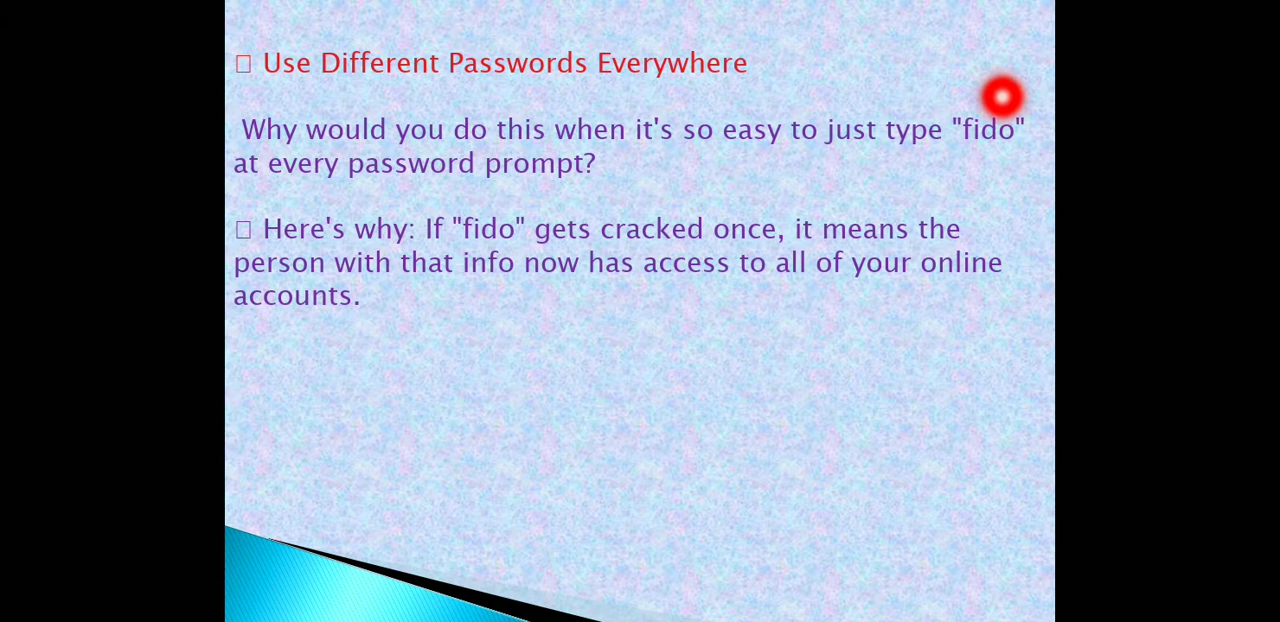 ▯ Use Different Passwords Everywhere
Why would you do this when it's so easy to just type "fido"
at every password prompt?
▯ Here's why: If "fido" gets cracked once, it means the
person with that info now has access to all of your online
accounts.